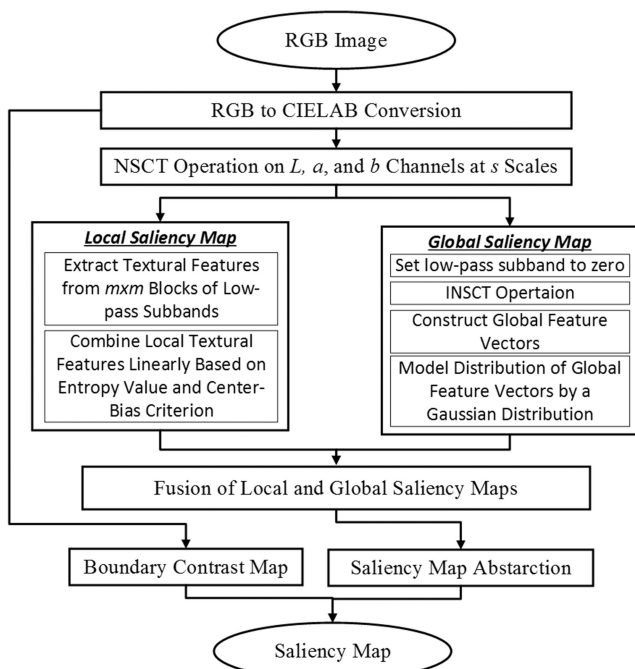 RGB Image
RGB to CIELAB Conversion
NSCT Operation on L, a, and b Channels at s Scales
Local Saliency Map
Extract Textural Features
from mxm Blocks of Low-
pass Subbands
Combine Local Textural
Features Linearly Based on
Entropy Value and Center-
Bias Criterion
Global Saliency Map
Set low-pass subband to zero
INSCT Opertaion
Construct Global Feature
Vectors
Model Distribution of Global
Feature Vectors by a
Gaussian Distribution
Fusion of Local and Global Saliency Maps
Boundary Contrast Map
Saliency Map Abstarction
Saliency Map